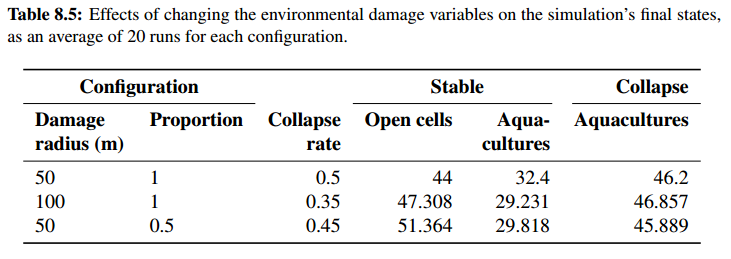 Table 8.5: Effects of changing the environmental damage variables on the simulation's final states,
as an average of 20 runs for each configuration.
Configuration Stable Collapse
Damage Proportion Collapse Open cells Aqua- Aquacultures
radius (m) rate cultures
50 1 0.5 44 32.4 46.2
100 1 0.35 47.308 29.231 46.857
50 0.5 0.45 51.364 29.818 45.889